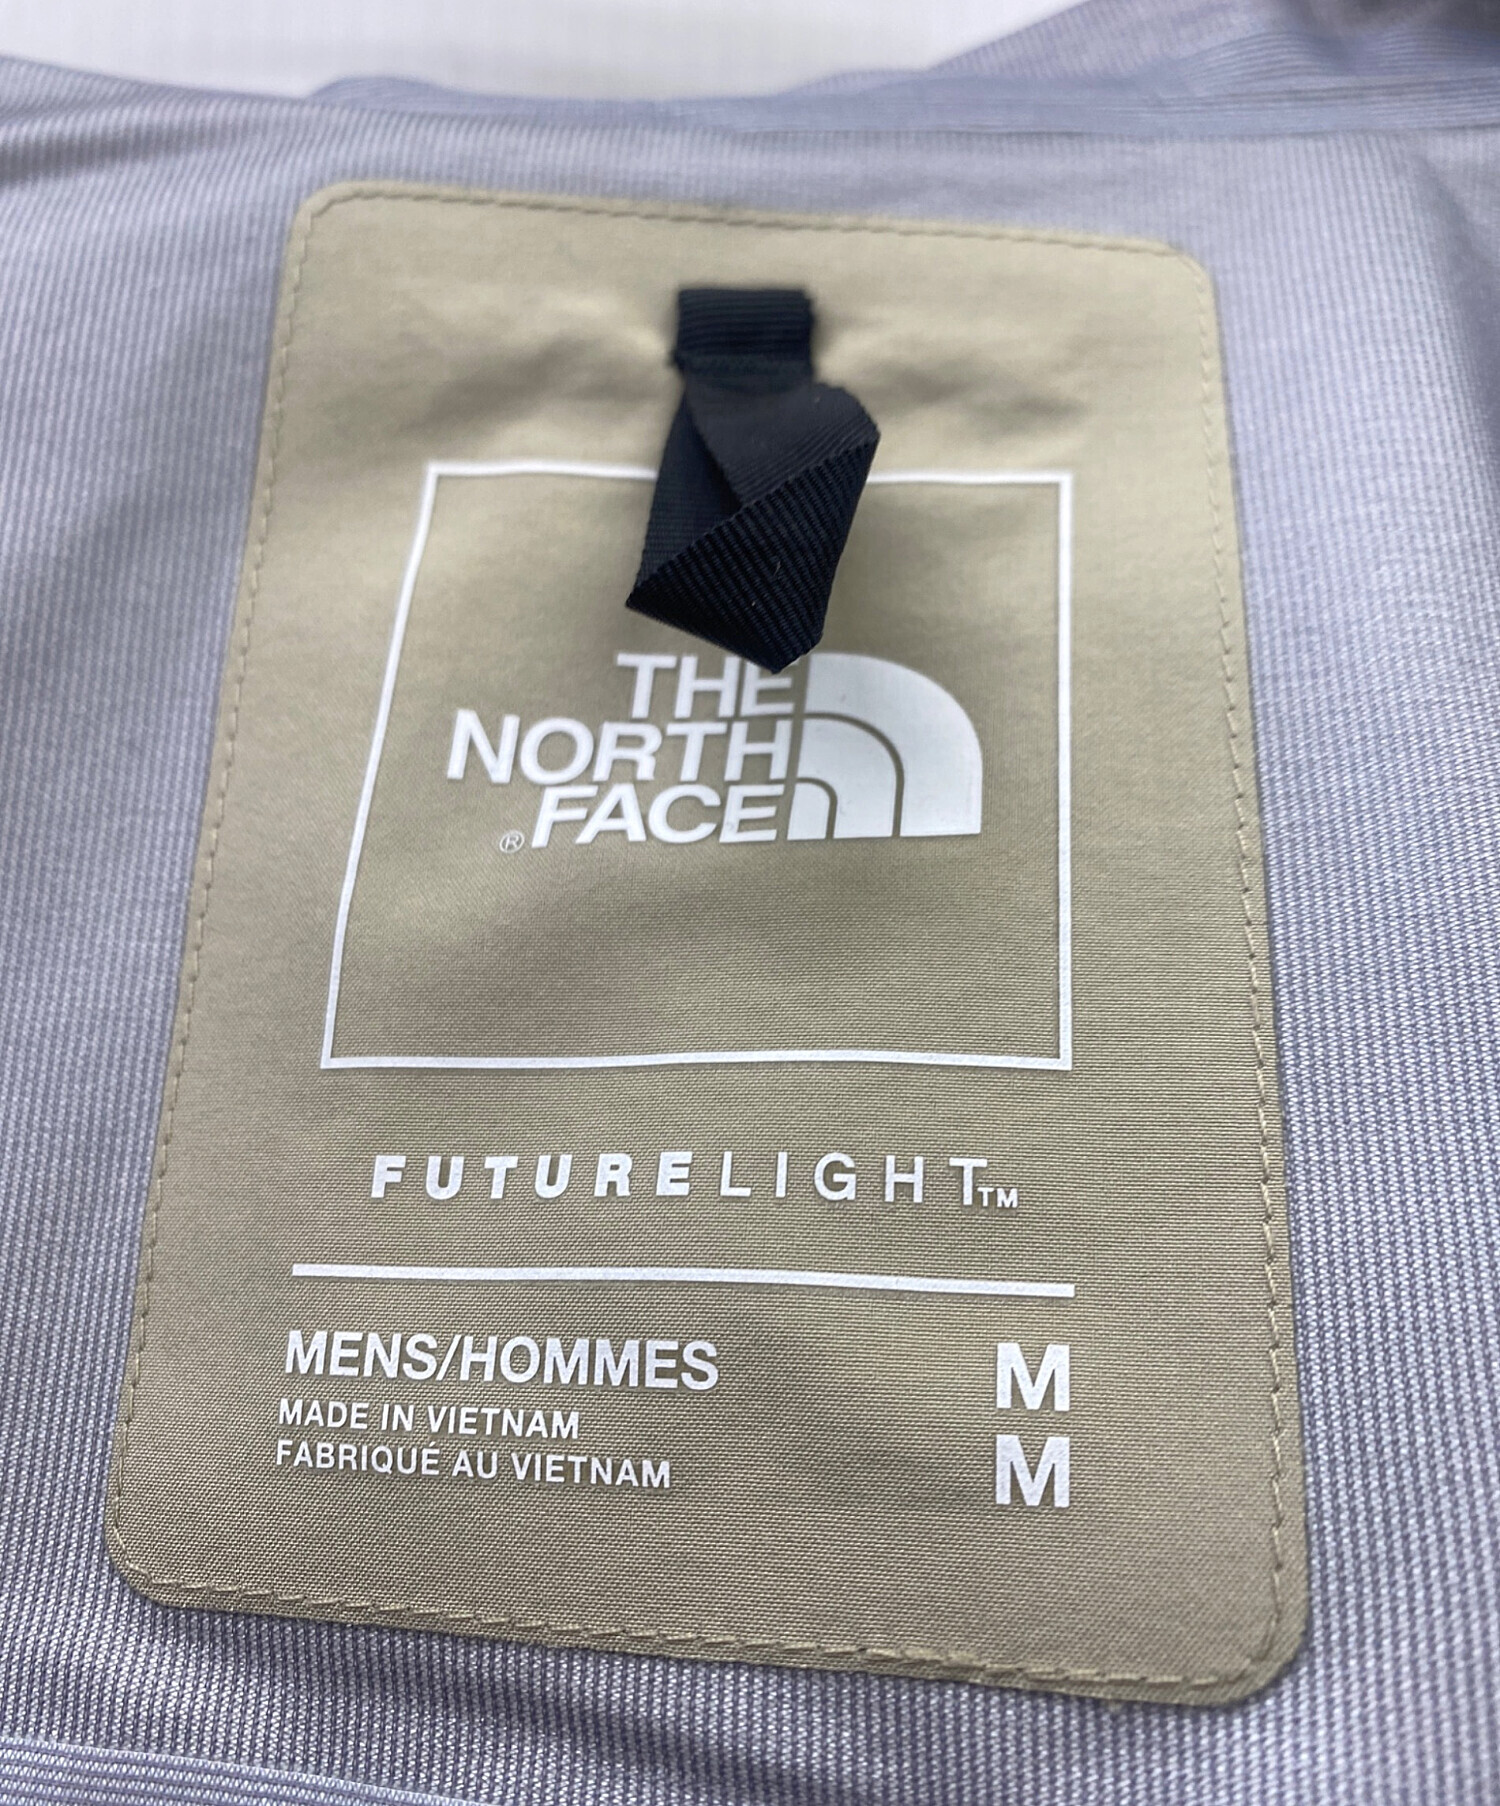 THE
NORTH
® FACE
FUTURELIGHT™
MENS/HOMMES M
MADE IN VIETNAM
FABRIQUÉ AU VIETNAM M